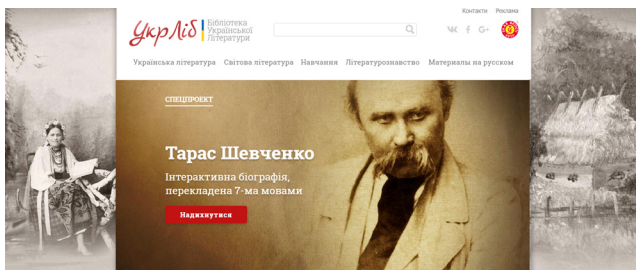 Контакти Реклама
УкрЛіб Бібліотека
Української
Літератури
Українська література Світова література Навчання Літературознавство Материалы на русском
СПЕЦПРОЕКТ
Тарас Шевченко
Інтерактивна біографія,
перекладена 7-ма мовами
Надихнутися